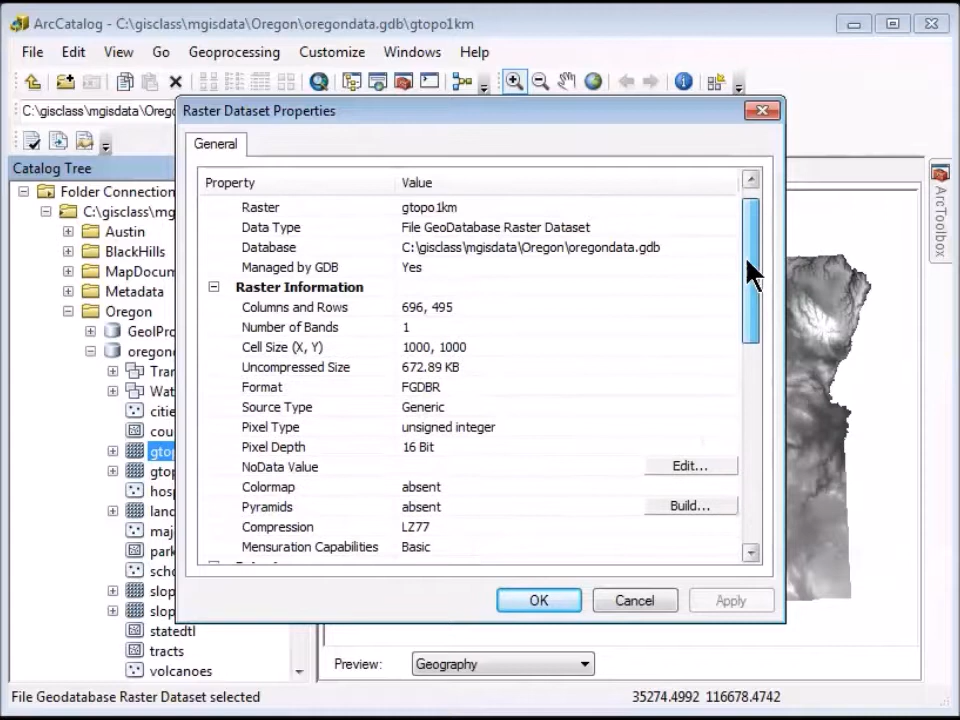 ArcCatalog - C:\gisclass\mgisdata\Oregon\oregondata.gdb\gtopo1km
File Edit View Go Geoprocessing Customize Windows Help
C:\gisclass\mgisdata\Orego
Raster Dataset Properties
General
Catalog Tree
Folder Connection
C:\gisclass\mg
Austin
BlackHills
MapDocum
Metadata
Oregon
GeolPro
oregond
Tran
Wat
citie
cou
gtop
gtop
hosp
land
majo
park
scho
slop
slop
statedtl
tracts
volcanoes
Property Value
Raster gtopo1km
Data Type File GeoDatabase Raster Dataset
Database C:\gisclass\mgisdata\Oregon\oregondata.gdb
Managed by GDB Yes
Raster Information
Columns and Rows 696, 495
Number of Bands 1
Cell Size (X, Y) 1000, 1000
Uncompressed Size 672.89 KB
Format FGDBR
Source Type Generic
Pixel Type unsigned integer
Pixel Depth 16 Bit
NoData Value Edit...
Colormap absent
Pyramids absent Build...
Compression LZ77
Mensuration Capabilities Basic
OK Cancel Apply
ArcToolbox
Preview: Geography
File Geodatabase Raster Dataset selected 35274.4992 116678.4742